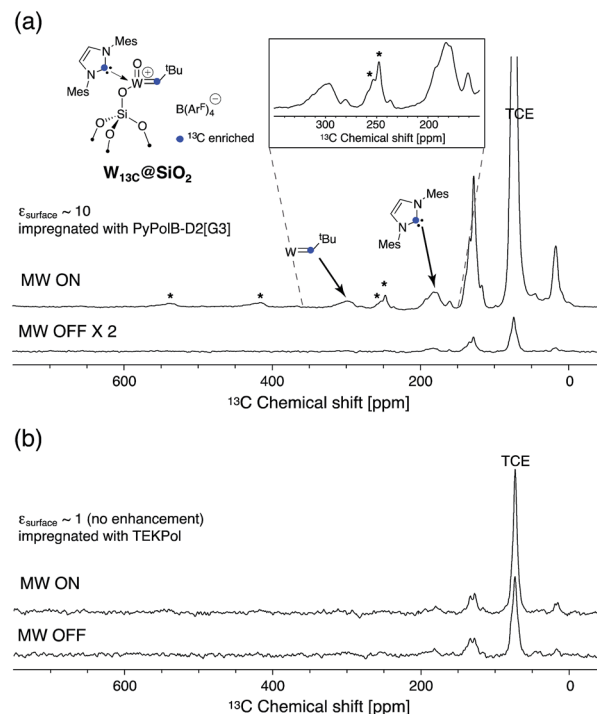 (a)
Mes
N
N
Mes
O
W
+
tBu
O
Si
O
O
O
B(ArF)4−
13C enriched
W13C@SiO2
εsurface ~ 10
impregnated with PyPolB-D2[G3]
MW ON
MW OFF X 2
* *
300 250 200
13C Chemical shift [ppm]
TCE
W
tBu
N
Mes
N
Mes
* * * *
600 400 200 0
13C Chemical shift [ppm]
(b)
TCE
εsurface ~ 1 (no enhancement)
impregnated with TEKPol
MW ON
MW OFF
600 400 200 0
13C Chemical shift [ppm]